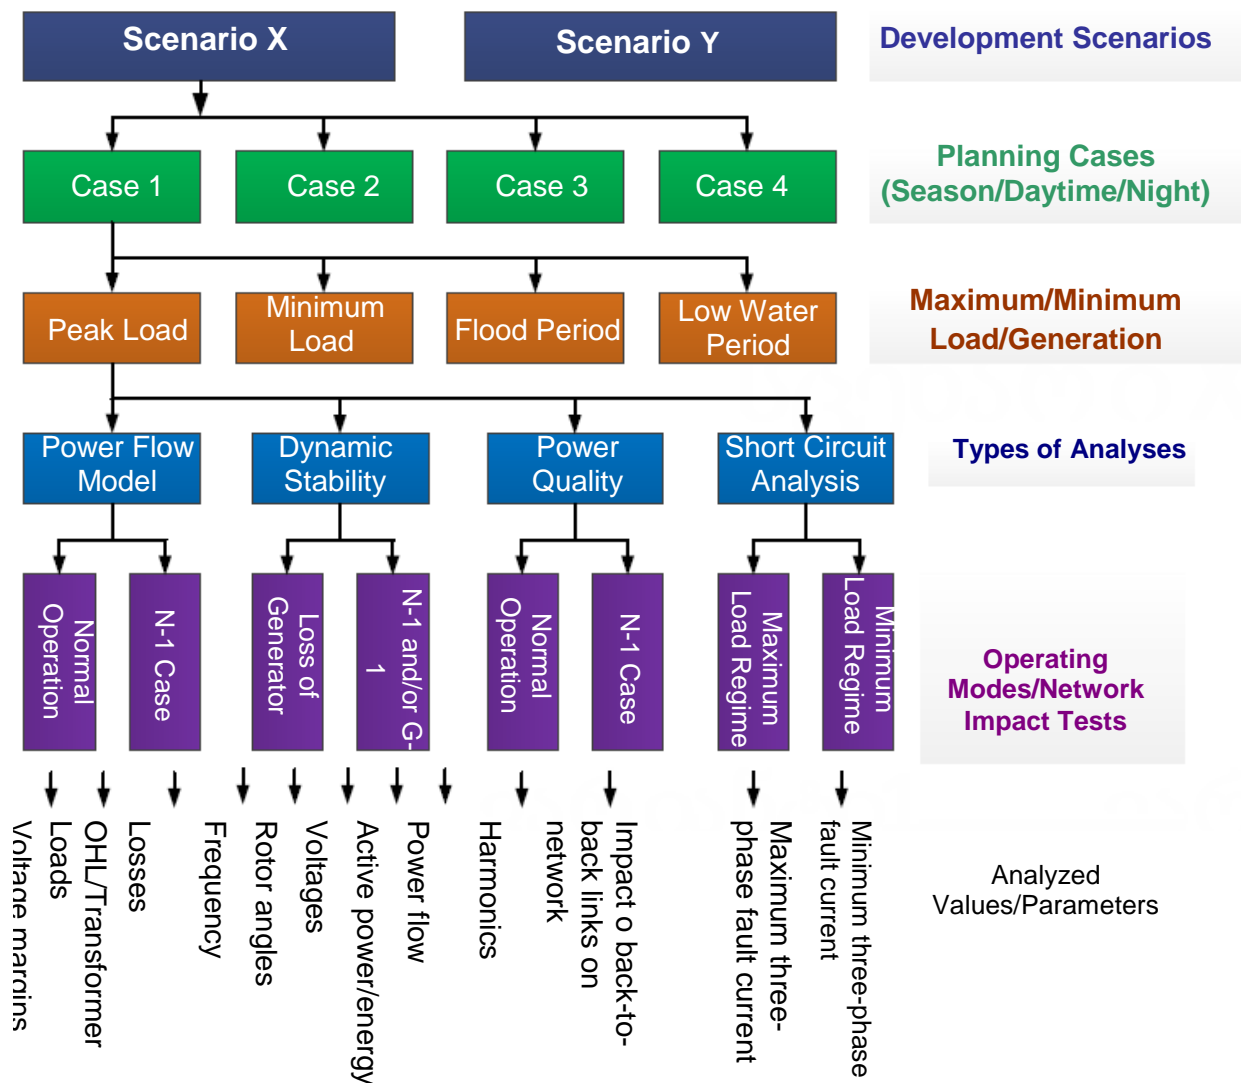 Scenario X
Scenario Y
Development Scenarios
Case 1
Case 2
Case 3
Case 4
Planning Cases
(Season/Daytime/Night)
Peak Load
Minimum
Load
Flood Period
Low Water
Period
Maximum/Minimum
Load/Generation
Power Flow
Model
Dynamic
Stability
Power
Quality
Short Circuit
Analysis
Types of Analyses
Normal
Operation
N-1 Case
Loss of
Generator
N-1 and/or G-
1
Normal
Operation
N-1 Case
Maximum
Load Regime
Minimum
Load Regime
Operating
Modes/Network
Impact Tests
Voltage margins
Loads
OHL/Transformer
Losses
Frequency
Rotor angles
Voltages
Active power/energy
Power flow
Harmonics
Impact o back-to-
back links on
network
Maximum three-
phase fault current
Minimum three-phase
fault current
Analyzed
Values/Parameters